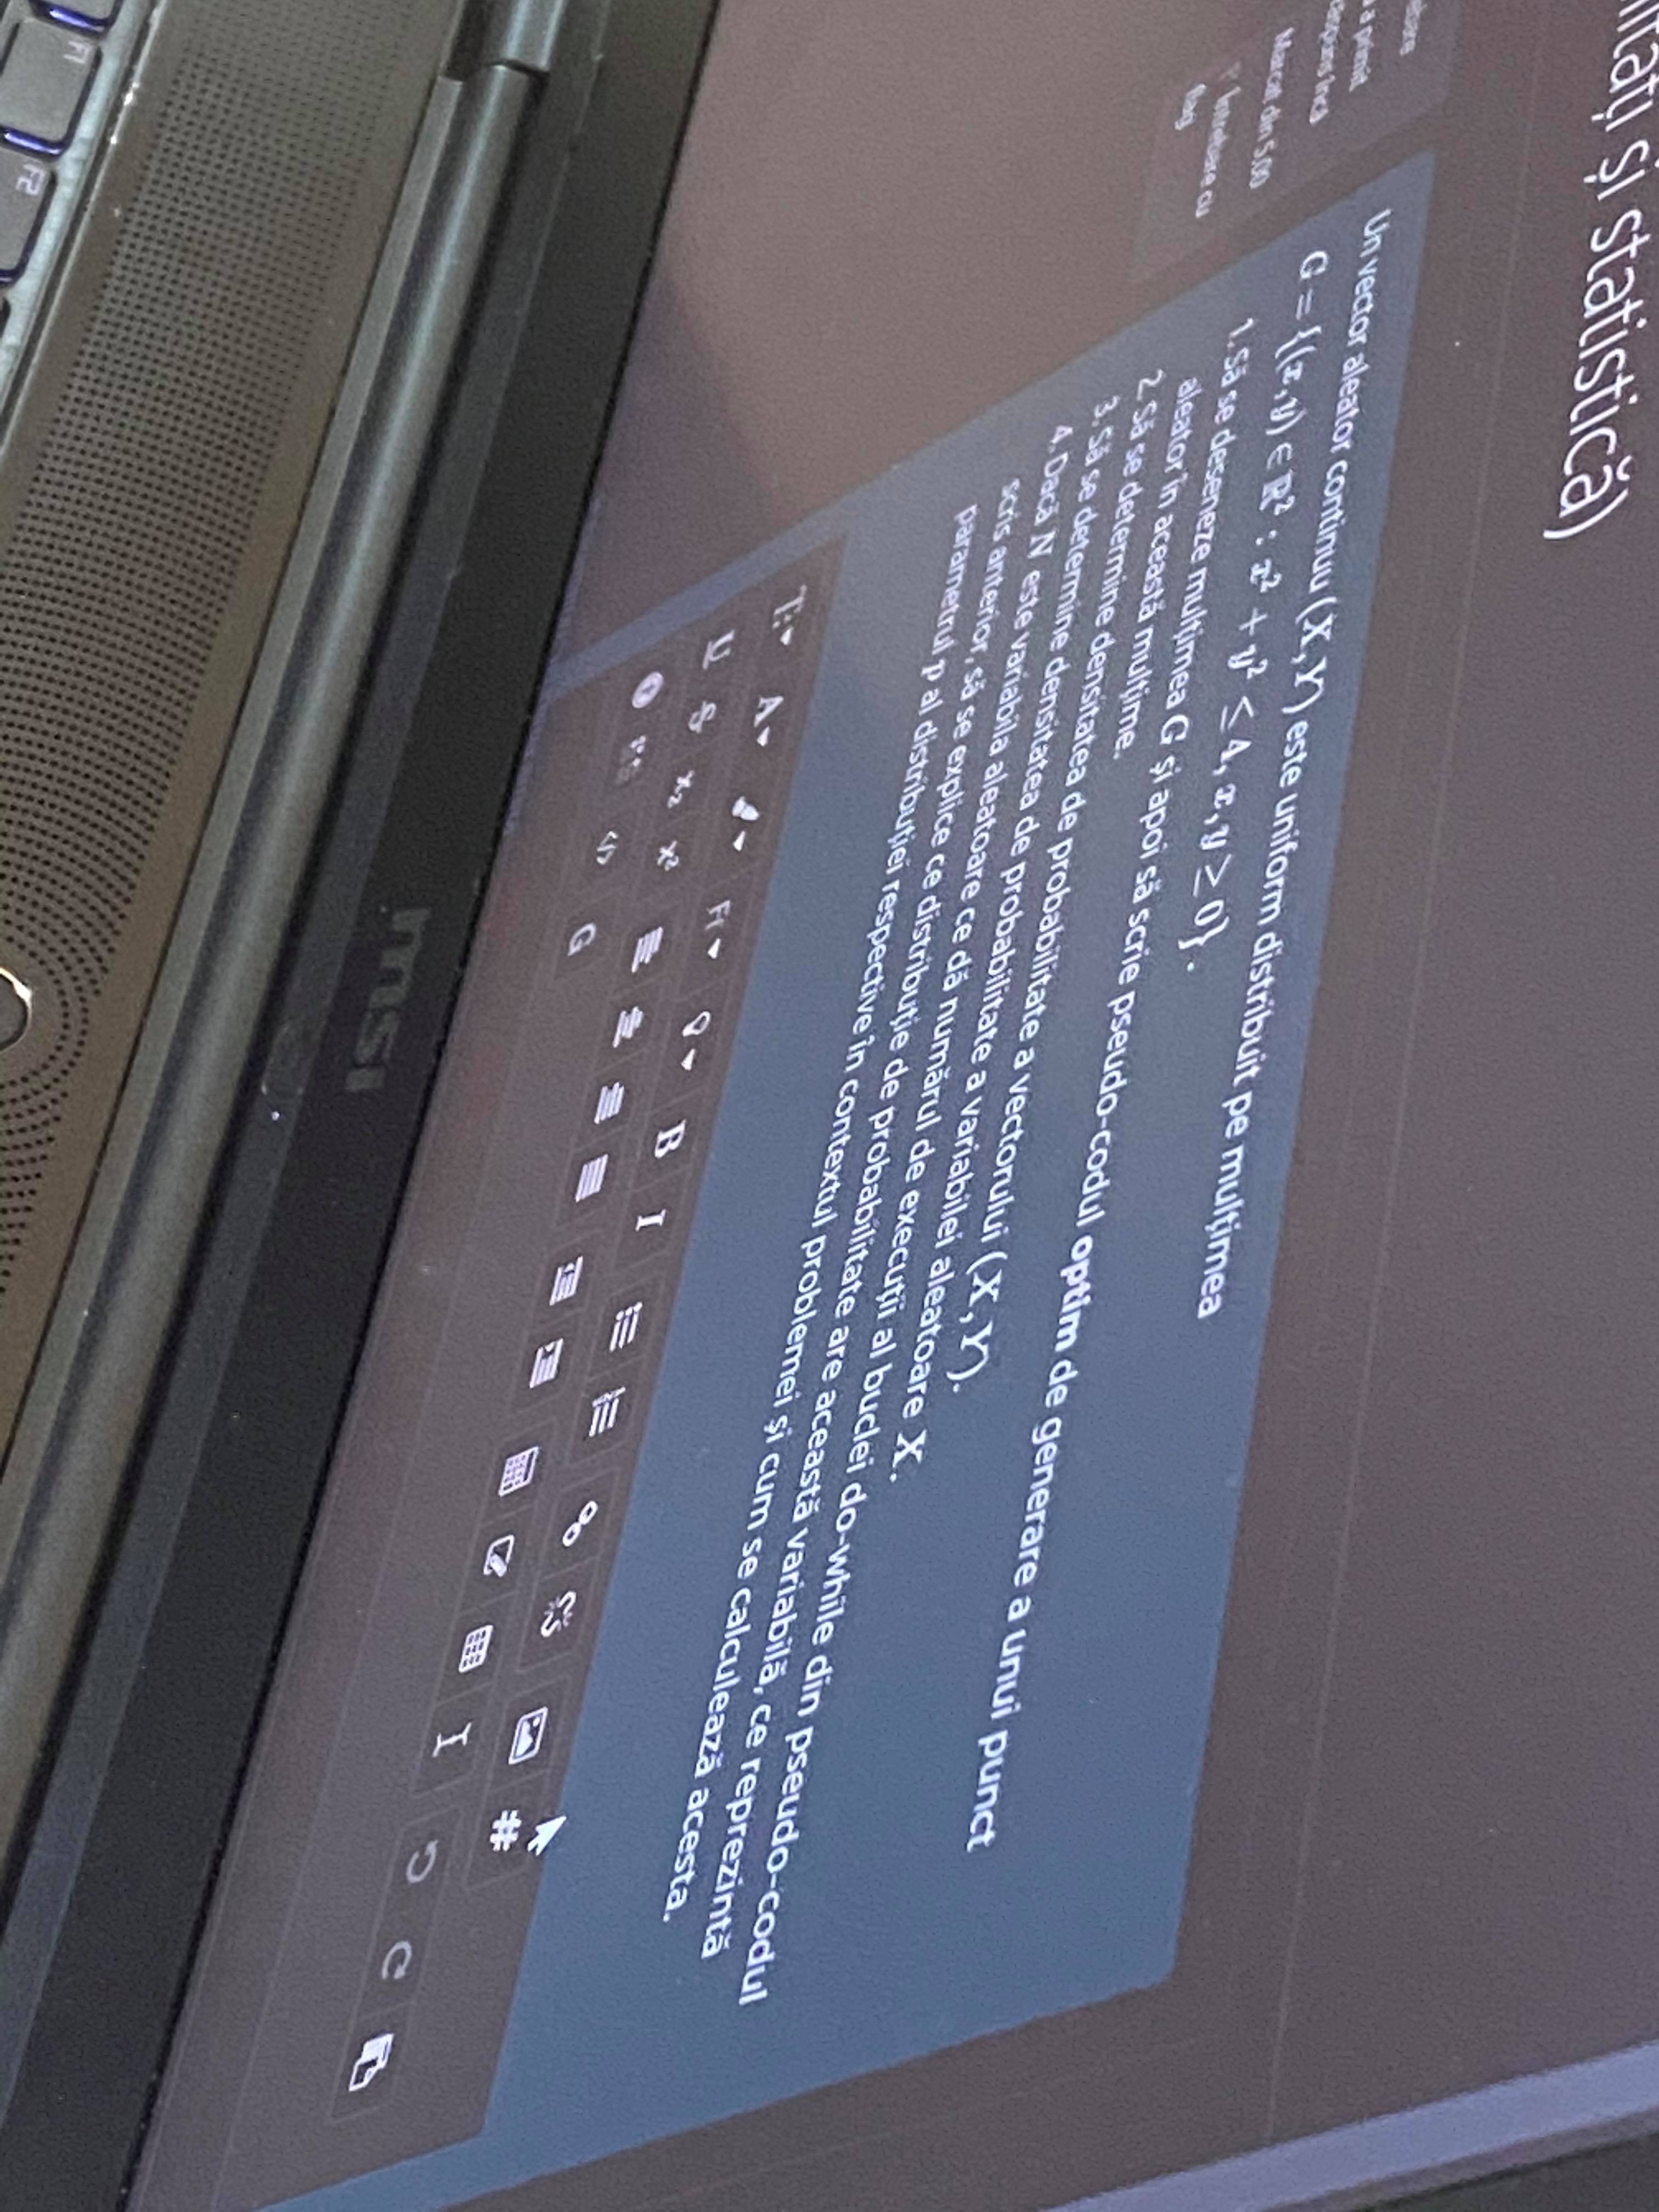 și statistică)
a primit
răspuns încă
Marcat din 5,00
Întrebare cu
flag
Un vector aleator continuu (X,Y) este uniform distribuit pe mulțimea
G = {(x,y) ∈ ℝ² : x² + y² ≤ 4, x,y ≥ 0}.
1. Să se deseneze mulțimea G și apoi să scrie pseudo-codul optim de generare a unui punct
aleator în această mulțime.
2. Să se determine densitatea de probabilitate a vectorului (X,Y).
3. Să se determine densitatea de probabilitate a variabilei aleatoare X.
4. Dacă N este variabila aleatoare ce dă numărul de execuții al buclei do-while din pseudo-codul
scris anterior, să se explice ce distribuție de probabilitate are această variabilă, ce reprezintă
parametrul p al distribuției respective în contextul problemei și cum se calculează acesta.
A B I
U S x₂ x²
</> G
#
msi
F1
F2